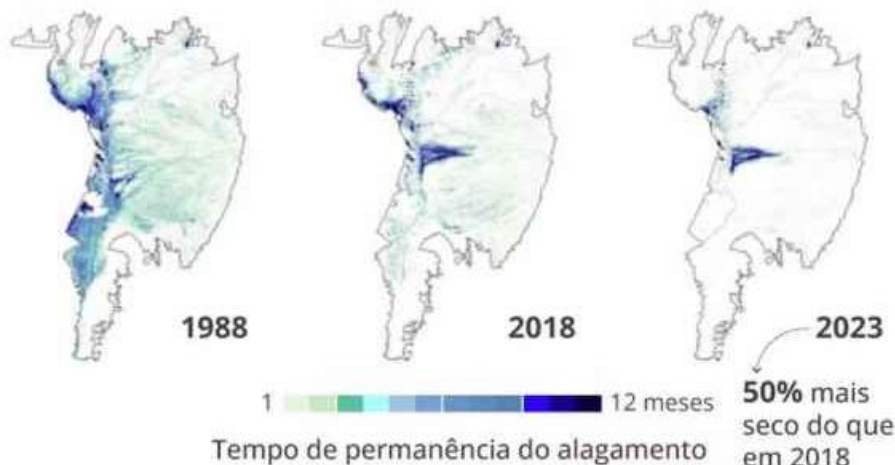 1988
2018
2023
1
12 meses
50% mais
seco do que
em 2018
Tempo de permanência do alagamento